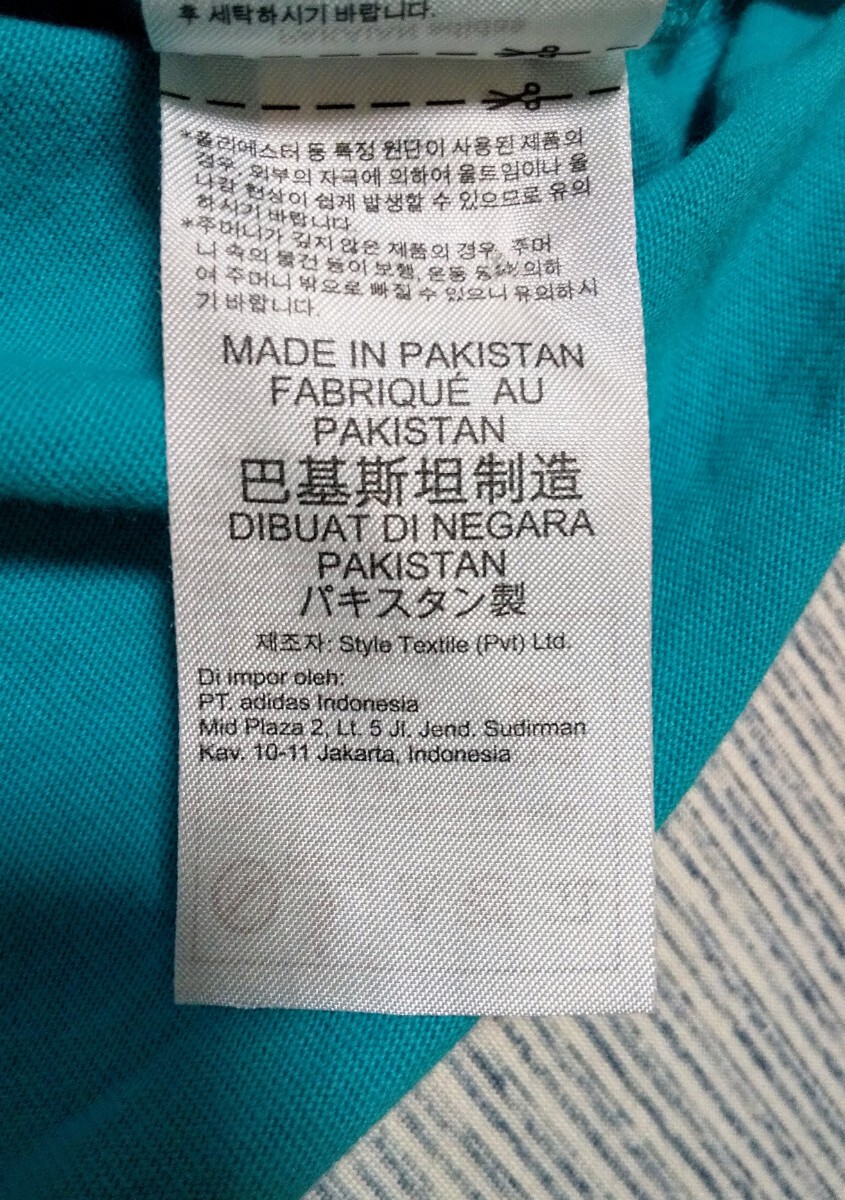 후 세탁하시기 바랍니다.
*폴리에스터 등 특정 원단이 사용된 제품의
경우, 외부의 자극에 의하여 올트임이나 올
나감 현상이 쉽게 발생할 수 있으므로 유의
하시기 바랍니다.
*주머니가 깊지 않은 제품의 경우, 주머
니 속의 물건 등이 보행, 운동 등에 의하
여 주머니 밖으로 빠질 수 있으니 유의하시
기 바랍니다.
MADE IN PAKISTAN
FABRIQUÉ AU
PAKISTAN
巴基斯坦制造
DIBUAT DI NEGARA
PAKISTAN
パキスタン製
제조자: Style Textile (Pvt) Ltd.
Di impor oleh:
PT. adidas Indonesia
Mid Plaza 2, Lt. 5 Jl. Jend. Sudirman
Kav. 10-11 Jakarta, Indonesia